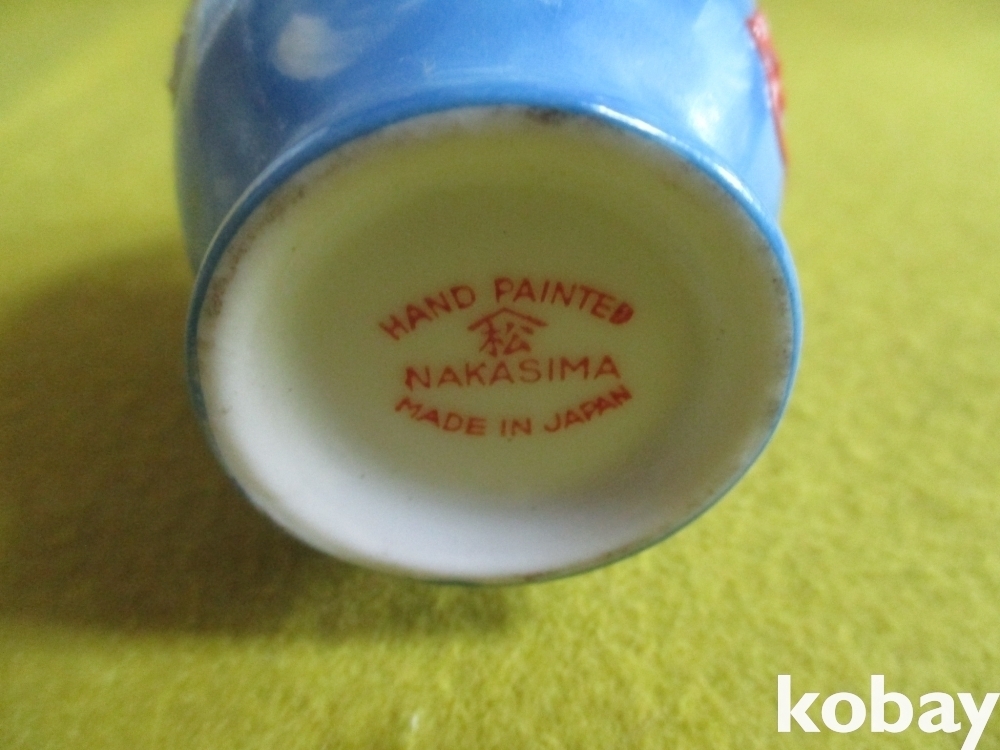 HAND PAINTED
松
NAKASIMA
MADE IN JAPAN
kobay